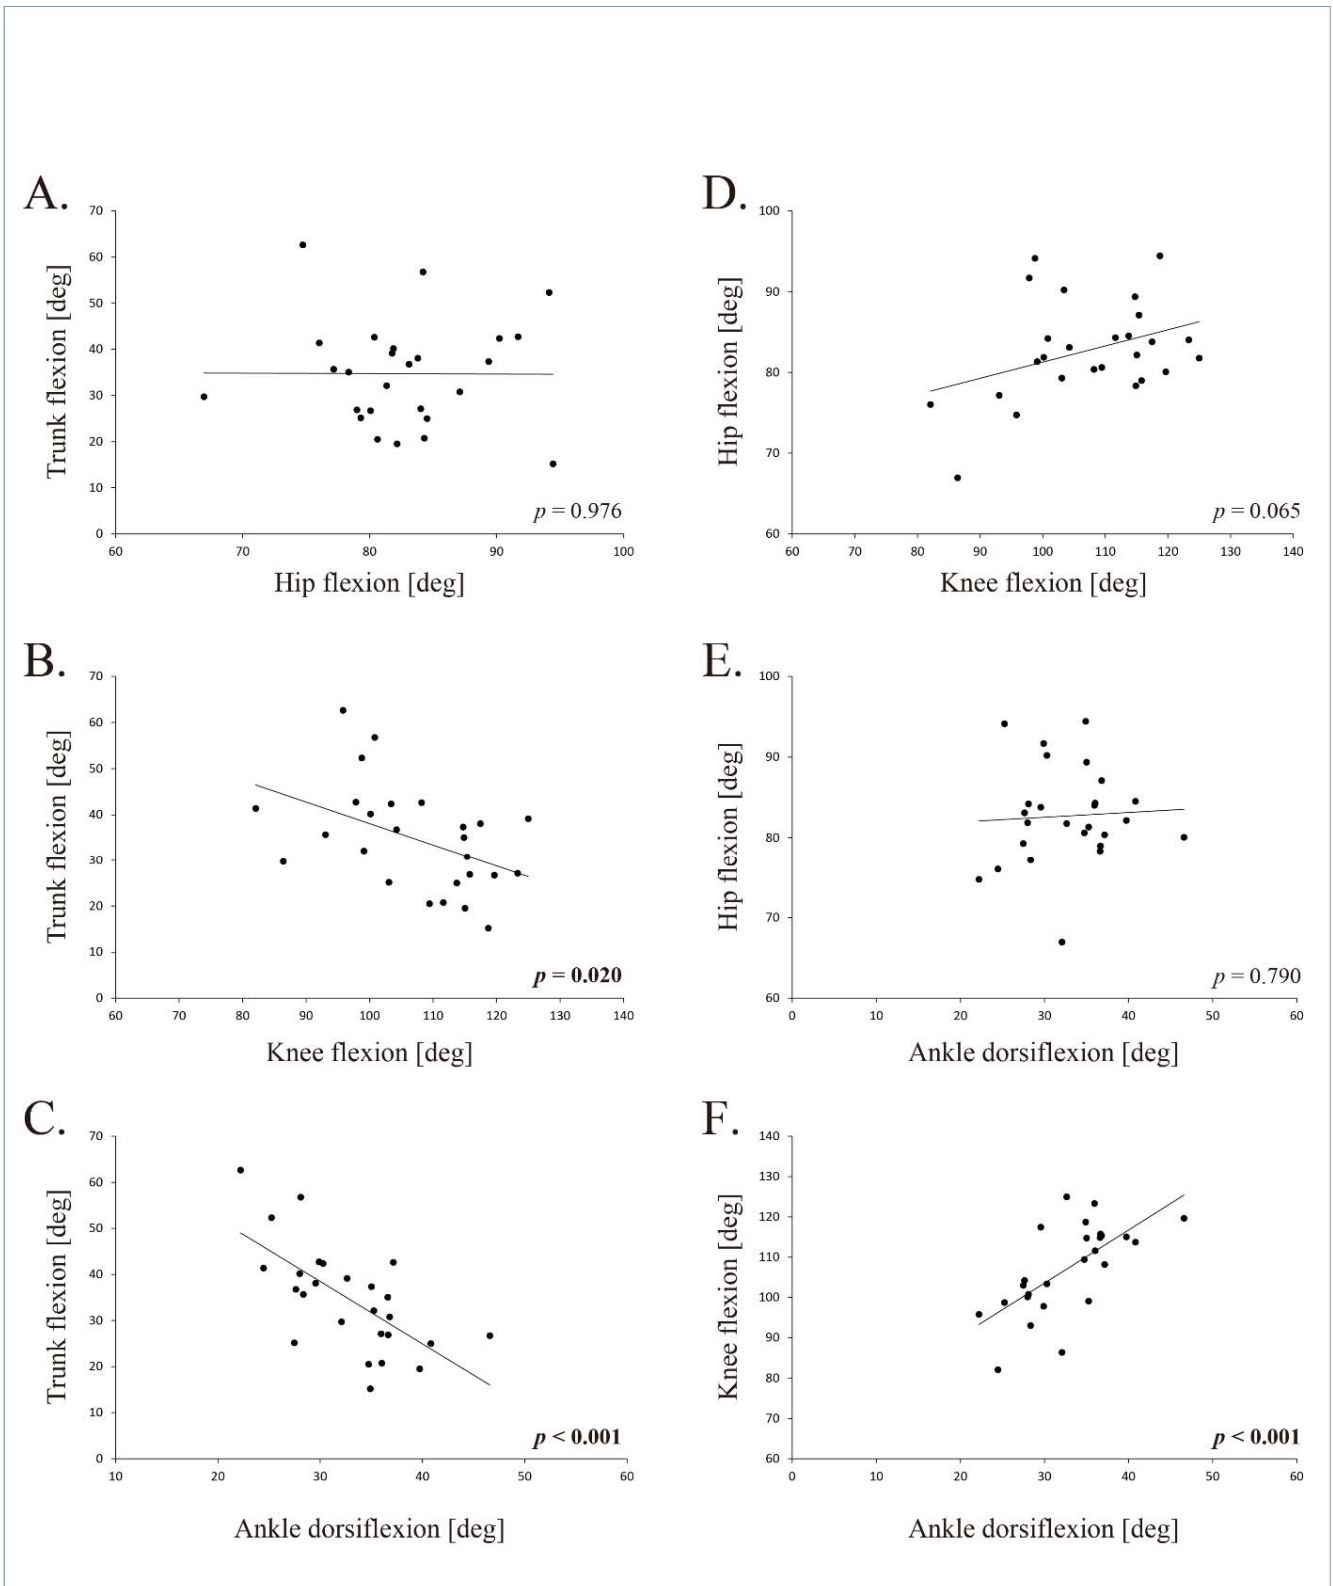 A.
70
60
50
40
30
20
10
0
Trunk flexion [deg]
p = 0.976
60 70 80 90 100
Hip flexion [deg]
D.
100
90
80
70
60
Hip flexion [deg]
p = 0.065
60 70 80 90 100 110 120 130 140
Knee flexion [deg]
B.
70
60
50
40
30
20
10
0
Trunk flexion [deg]
p = 0.020
60 70 80 90 100 110 120 130 140
Knee flexion [deg]
E.
100
90
80
70
60
Hip flexion [deg]
p = 0.790
0 10 20 30 40 50 60
Ankle dorsiflexion [deg]
C.
70
60
50
40
30
20
10
0
Trunk flexion [deg]
p < 0.001
10 20 30 40 50 60
Ankle dorsiflexion [deg]
F.
140
130
120
110
100
90
80
70
60
Knee flexion [deg]
p < 0.001
0 10 20 30 40 50 60
Ankle dorsiflexion [deg]